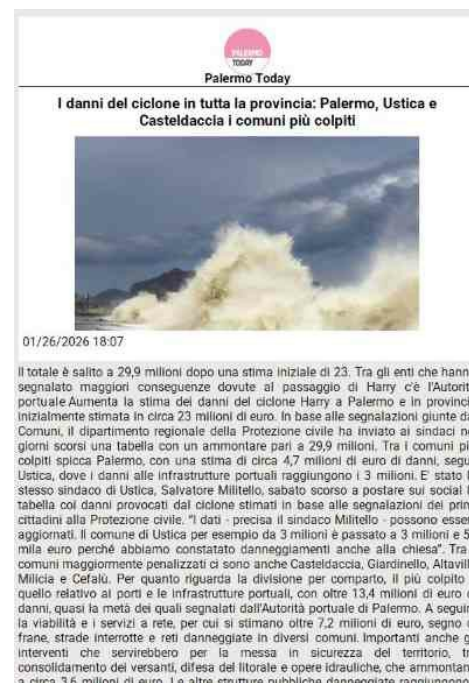 PALERMO
TODAY
Palermo Today
I danni del ciclone in tutta la provincia: Palermo, Ustica e
Casteldaccia i comuni più colpiti
01/26/2026 18:07
Il totale è salito a 29,9 milioni dopo una stima iniziale di 23. Tra gli enti che hann
segnalato maggiori conseguenze dovute al passaggio di Harry c'è l'Autorit
portuale Aumenta la stima dei danni del ciclone Harry a Palermo e in provinci
inizialmente stimata in circa 23 milioni di euro. In base alle segnalazioni giunte da
Comuni, il dipartimento regionale della Protezione civile ha inviato ai sindaci ne
giorni scorsi una tabella con un ammontare pari a 29,9 milioni. Tra i comuni pi
colpiti spicca Palermo, con una stima di circa 4,7 milioni di euro di danni, segu
Ustica, dove i danni alle infrastrutture portuali raggiungono i 3 milioni. E' stato l
stesso sindaco di Ustica, Salvatore Militello, sabato scorso a postare sui social l
tabella coi danni provocati dal ciclone stimati in base alle segnalazioni dei prim
cittadini alla Protezione civile. "I dati - precisa il sindaco Militello - possono esser
aggiornati. Il comune di Ustica per esempio da 3 milioni è passato a 3 milioni e 5
mila euro perché abbiamo constatato danneggiamenti anche alla chiesa". Tra
comuni maggiormente penalizzati ci sono anche Casteldaccia, Giardinello, Altavill
Milicia e Cefalù. Per quanto riguarda la divisione per comparto, il più colpito
quello relativo ai porti e le infrastrutture portuali, con oltre 13,4 milioni di euro
danni, quasi la metà dei quali segnalati dall'Autorità portuale di Palermo. A seguir
la viabilità e i servizi a rete, per cui si stimano oltre 7,2 milioni di euro, segno
frane, strade interrotte e reti danneggiate in diversi comuni. Importanti anche g
interventi che servirebbero per la messa in sicurezza del territorio, tr
consolidamento dei versanti, difesa del litorale e opere idrauliche, che ammontan
a circa 3,6 milioni di euro. Le altre strutture pubbliche danneggiate raggiungono